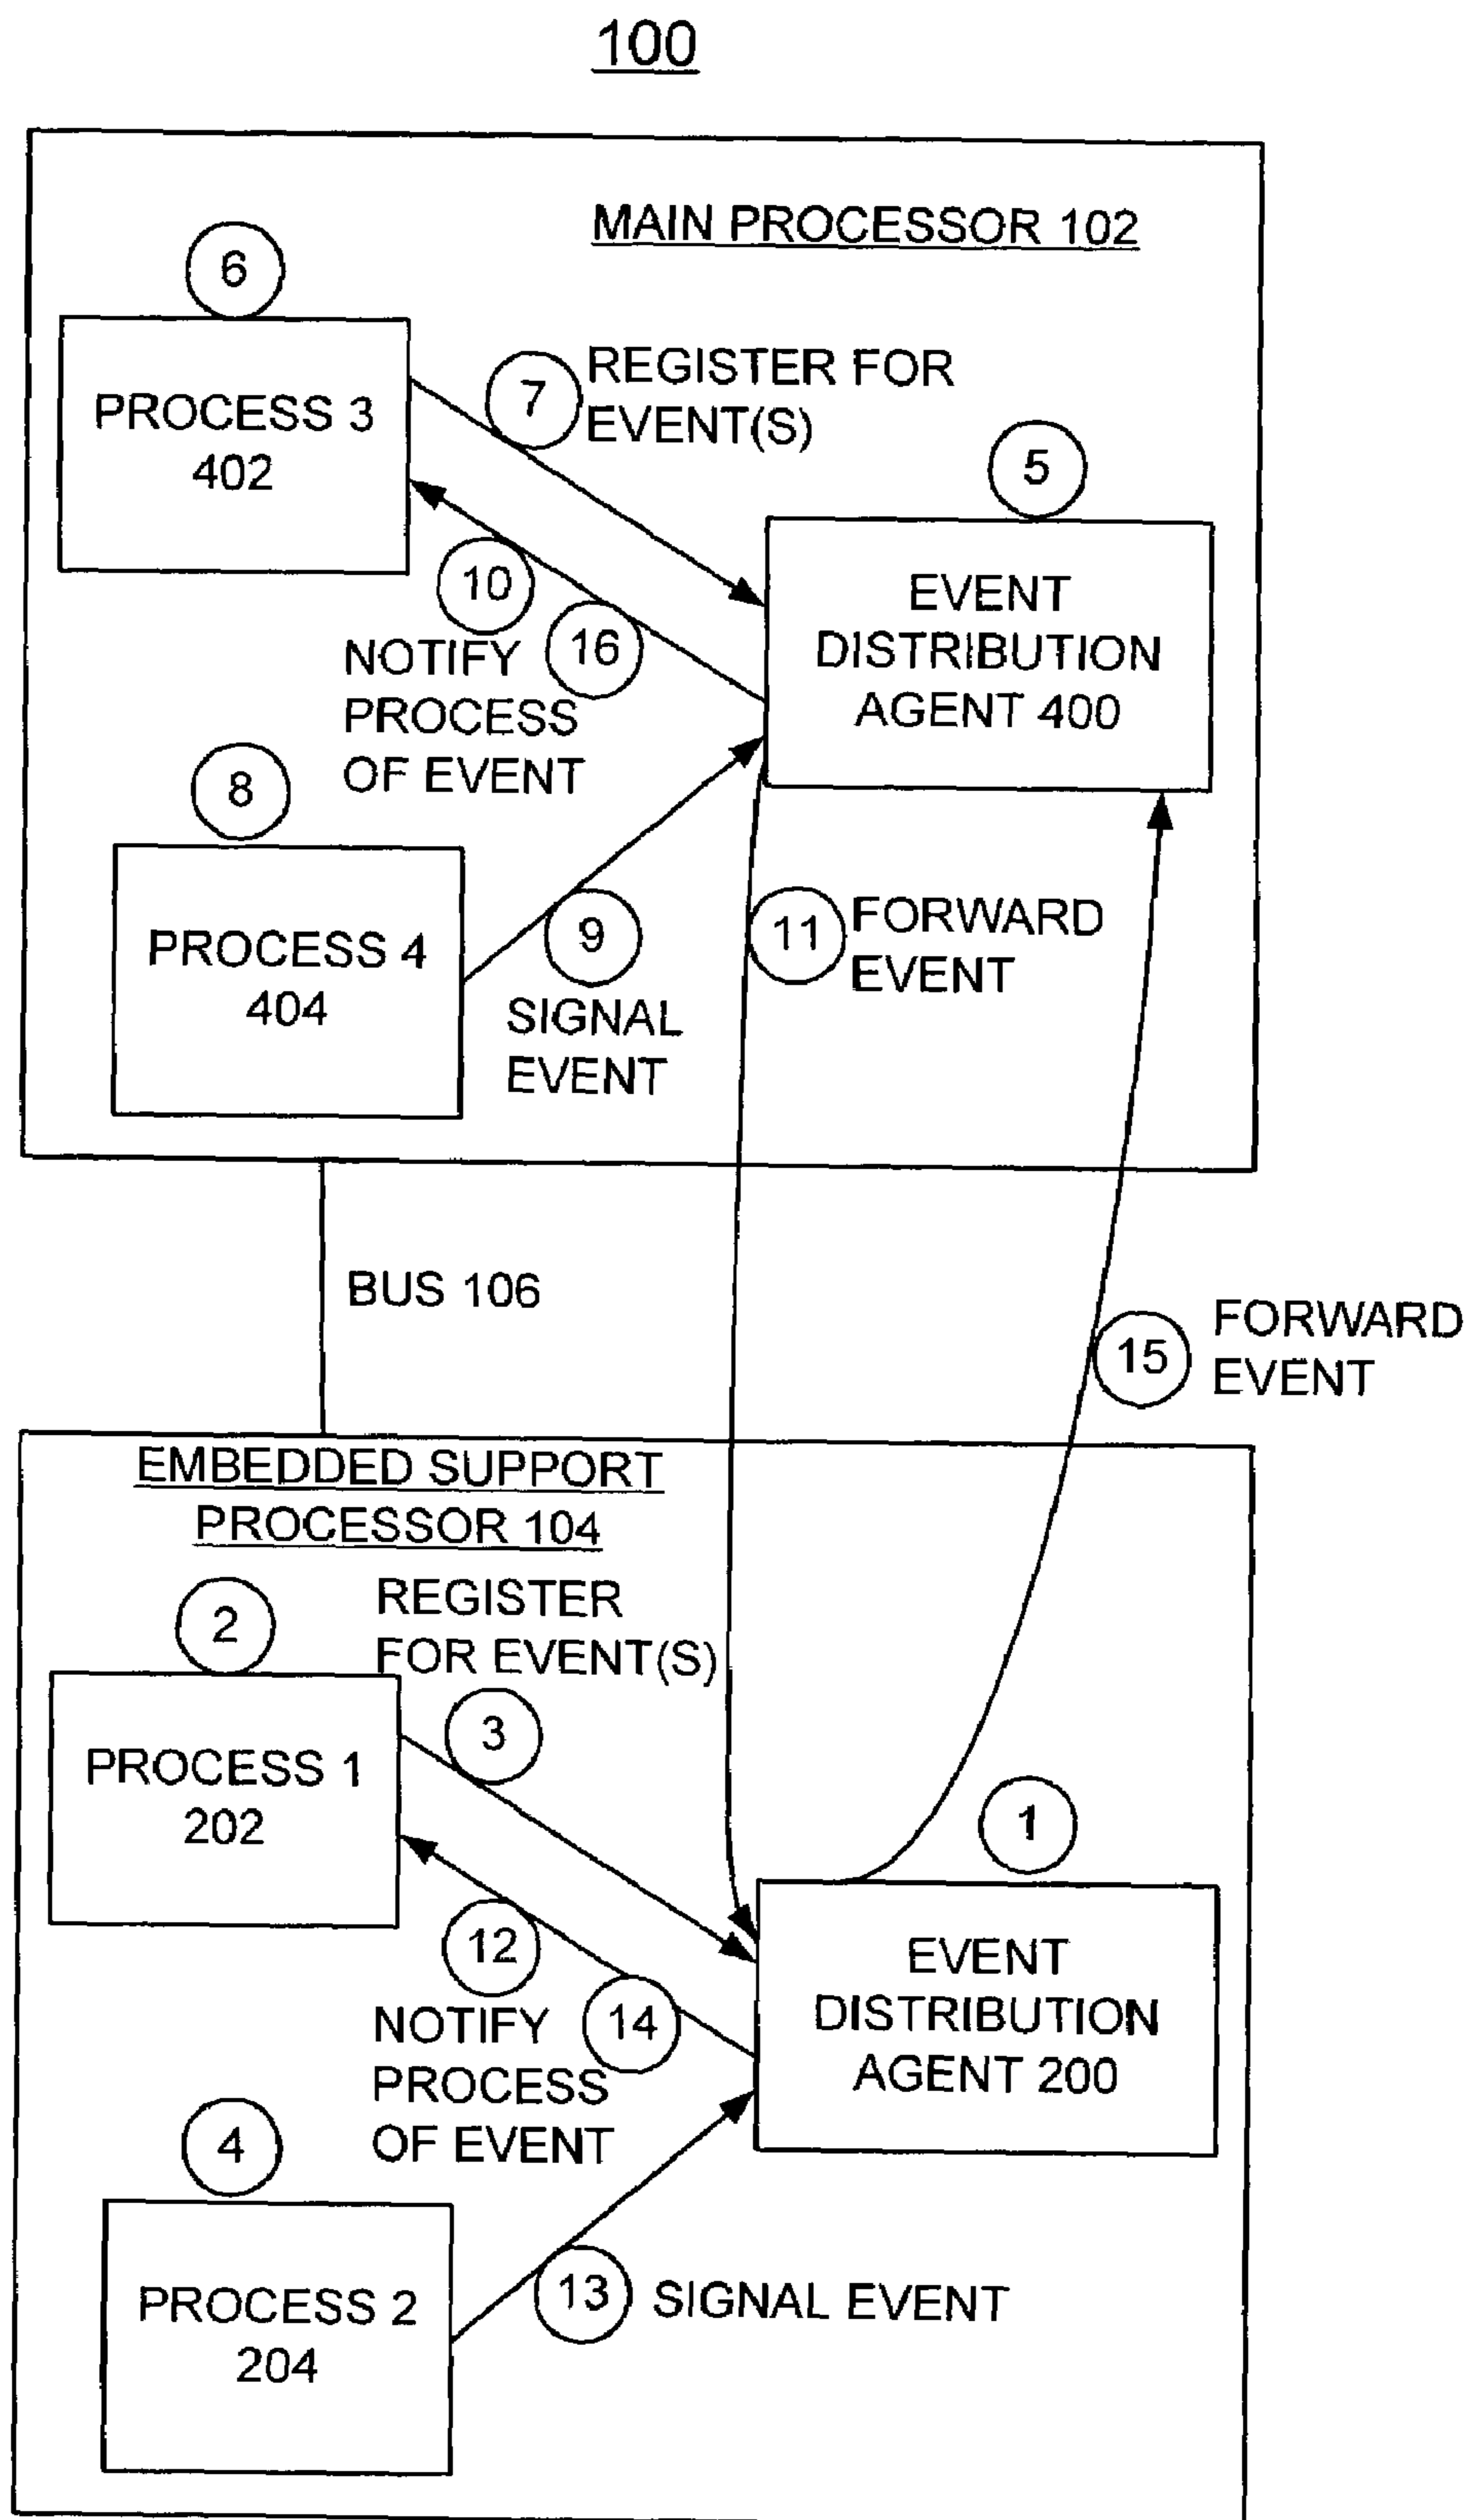 100
MAIN PROCESSOR 102
6
PROCESS 3
402
7
REGISTER FOR
EVENT(S)
5
EVENT
DISTRIBUTION
AGENT 400
10
16
NOTIFY
PROCESS
OF EVENT
8
PROCESS 4
404
9
SIGNAL
EVENT
11
FORWARD
EVENT
BUS 106
15
FORWARD
EVENT
EMBEDDED SUPPORT
PROCESSOR 104
2
REGISTER
FOR EVENT(S)
PROCESS 1
202
3
1
EVENT
DISTRIBUTION
AGENT 200
12
14
NOTIFY
PROCESS
OF EVENT
4
PROCESS 2
204
13
SIGNAL EVENT